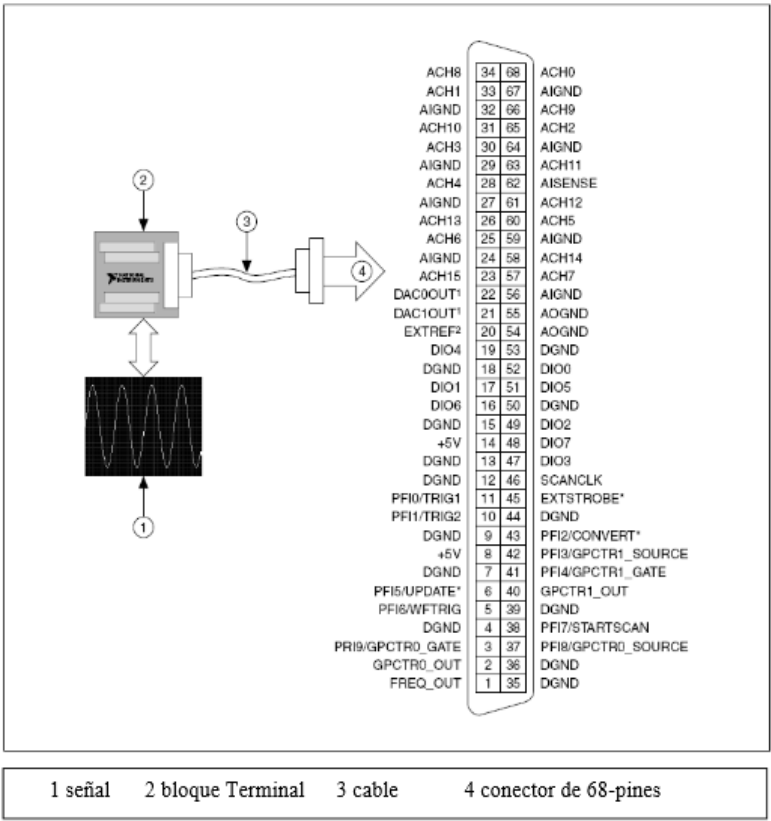 ACH8 34 68 ACH0
ACH1 33 67 AIGND
AIGND 32 66 ACH9
ACH10 31 65 ACH2
ACH3 30 64 AIGND
AIGND 29 63 ACH11
ACH4 28 62 AISENSE
AIGND 27 61 ACH12
ACH13 26 60 ACH5
ACH6 25 59 AIGND
AIGND 24 58 ACH14
ACH15 23 57 ACH7
DAC0OUT¹ 22 56 AIGND
DAC1OUT¹ 21 55 AOGND
EXTREF² 20 54 AOGND
DIO4 19 53 DGND
DGND 18 52 DIO0
DIO1 17 51 DIO5
DIO6 16 50 DGND
DGND 15 49 DIO2
+5V 14 48 DIO7
DGND 13 47 DIO3
DGND 12 46 SCANCLK
PFI0/TRIG1 11 45 EXTSTROBE*
PFI1/TRIG2 10 44 DGND
DGND 9 43 PFI2/CONVERT*
+5V 8 42 PFI3/GPCTR1_SOURCE
DGND 7 41 PFI4/GPCTR1_GATE
PFI5/UPDATE* 6 40 GPCTR1_OUT
PFI6/WFTRIG 5 39 DGND
DGND 4 38 PFI7/STARTSCAN
PRI9/GPCTR0_GATE 3 37 PFI8/GPCTR0_SOURCE
GPCTR0_OUT 2 36 DGND
FREQ_OUT 1 35 DGND
2
3
4
NATIONAL
INSTRUMENTS
1
1 señal 2 bloque Terminal 3 cable 4 conector de 68-pines